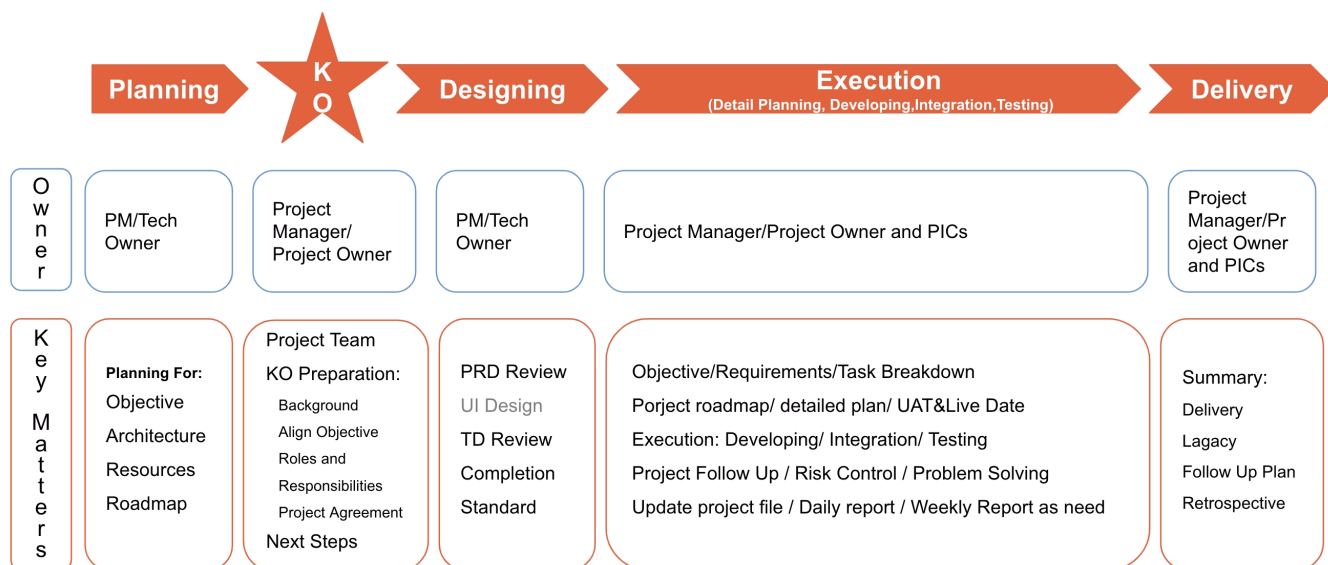 Planning
K
O
Designing
Execution
(Detail Planning, Developing,Integration,Testing)
Delivery
Owner
PM/Tech
Owner
Project
Manager/
Project Owner
PM/Tech
Owner
Project Manager/Project Owner and PICs
Project
Manager/Pr
oject Owner
and PICs
Key Matters
Planning For:
Objective
Architecture
Resources
Roadmap
Project Team
KO Preparation:
Background
Align Objective
Roles and
Responsibilities
Project Agreement
Next Steps
PRD Review
UI Design
TD Review
Completion
Standard
Objective/Requirements/Task Breakdown
Porject roadmap/ detailed plan/ UAT&Live Date
Execution: Developing/ Integration/ Testing
Project Follow Up / Risk Control / Problem Solving
Update project file / Daily report / Weekly Report as need
Summary:
Delivery
Lagacy
Follow Up Plan
Retrospective